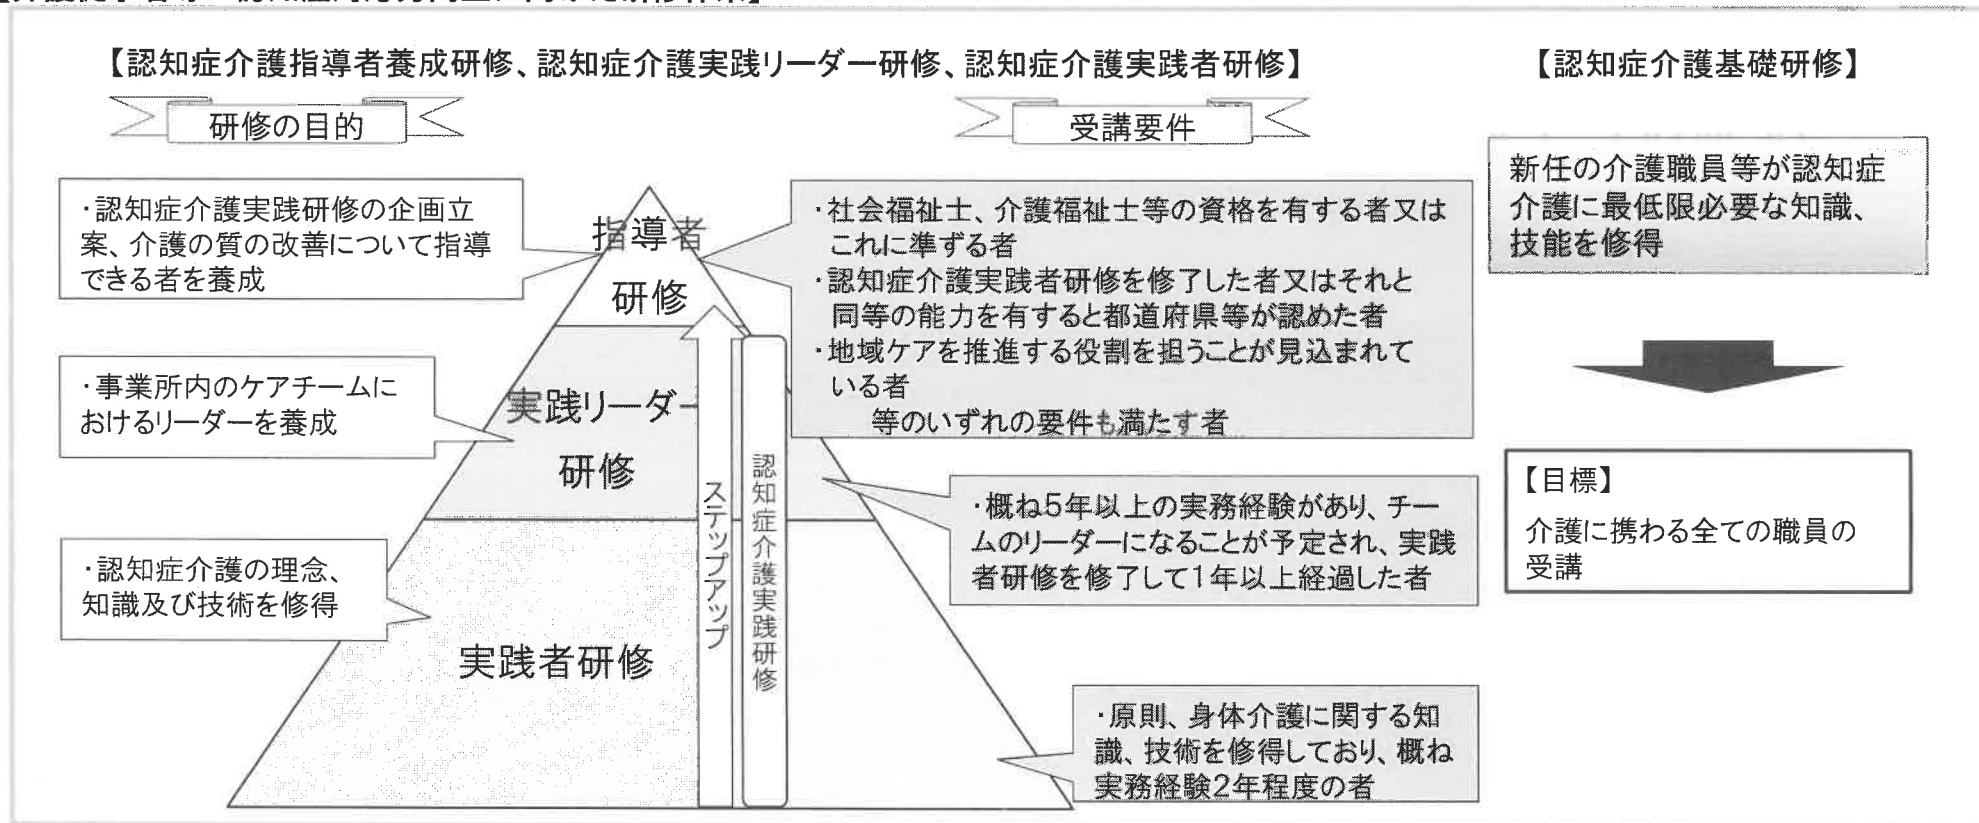 【認知症介護指導者養成研修、認知症介護実践リーダー研修、認知症介護実践者研修】
【認知症介護基礎研修】
研修の目的
受講要件
・認知症介護実践研修の企画立
案、介護の質の改善について指導
できる者を養成
指導者
研修
・社会福祉士、介護福祉士等の資格を有する者又は
これに準ずる者
・認知症介護実践者研修を修了した者又はそれと
同等の能力を有すると都道府県等が認めた者
・地域ケアを推進する役割を担うことが見込まれて
いる者
等のいずれの要件も満たす者
・事業所内のケアチームに
おけるリーダーを養成
実践リーダー
研修
・概ね5年以上の実務経験があり、チー
ムのリーダーになることが予定され、実践
者研修を修了して1年以上経過した者
・認知症介護の理念、
知識及び技術を修得
実践者研修
ステップアップ
認知症介護実践研修
・原則、身体介護に関する知
識、技術を修得しており、概ね
実務経験2年程度の者
新任の介護職員等が認知症
介護に最低限必要な知識、
技能を修得
【目標】
介護に携わる全ての職員の
受講